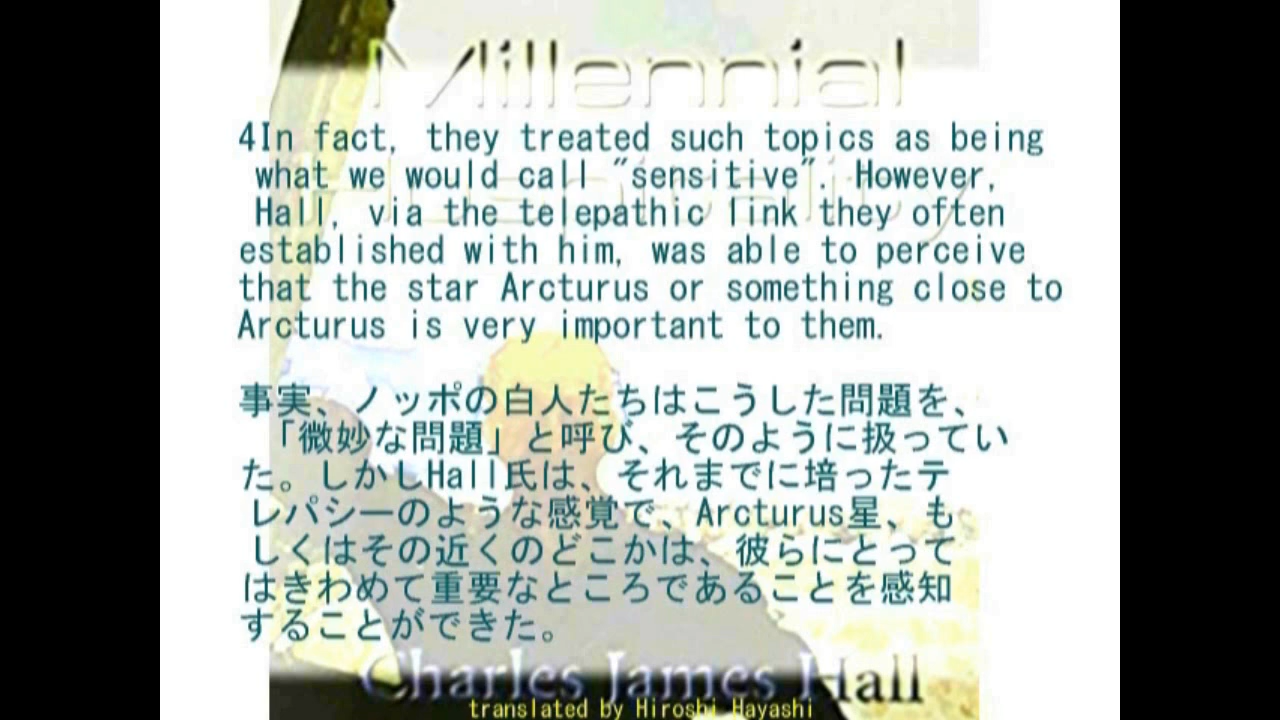 Millennial
Hospitality
4In fact, they treated such topics as being
what we would call "sensitive". However,
Hall, via the telepathic link they often
established with him, was able to perceive
that the star Arcturus or something close to
Arcturus is very important to them.
事実、ノッポの白人たちはこうした問題を、
「微妙な問題」と呼び、そのように扱ってい
た。しかしHall氏は、それまでに培ったテ
レパシーのような感覚で、Arcturus星、も
しくはその近くのどこかは、彼らにとって
はきわめて重要なところであることを感知
することができた。
Charles James Hall
translated by Hiroshi Hayashi